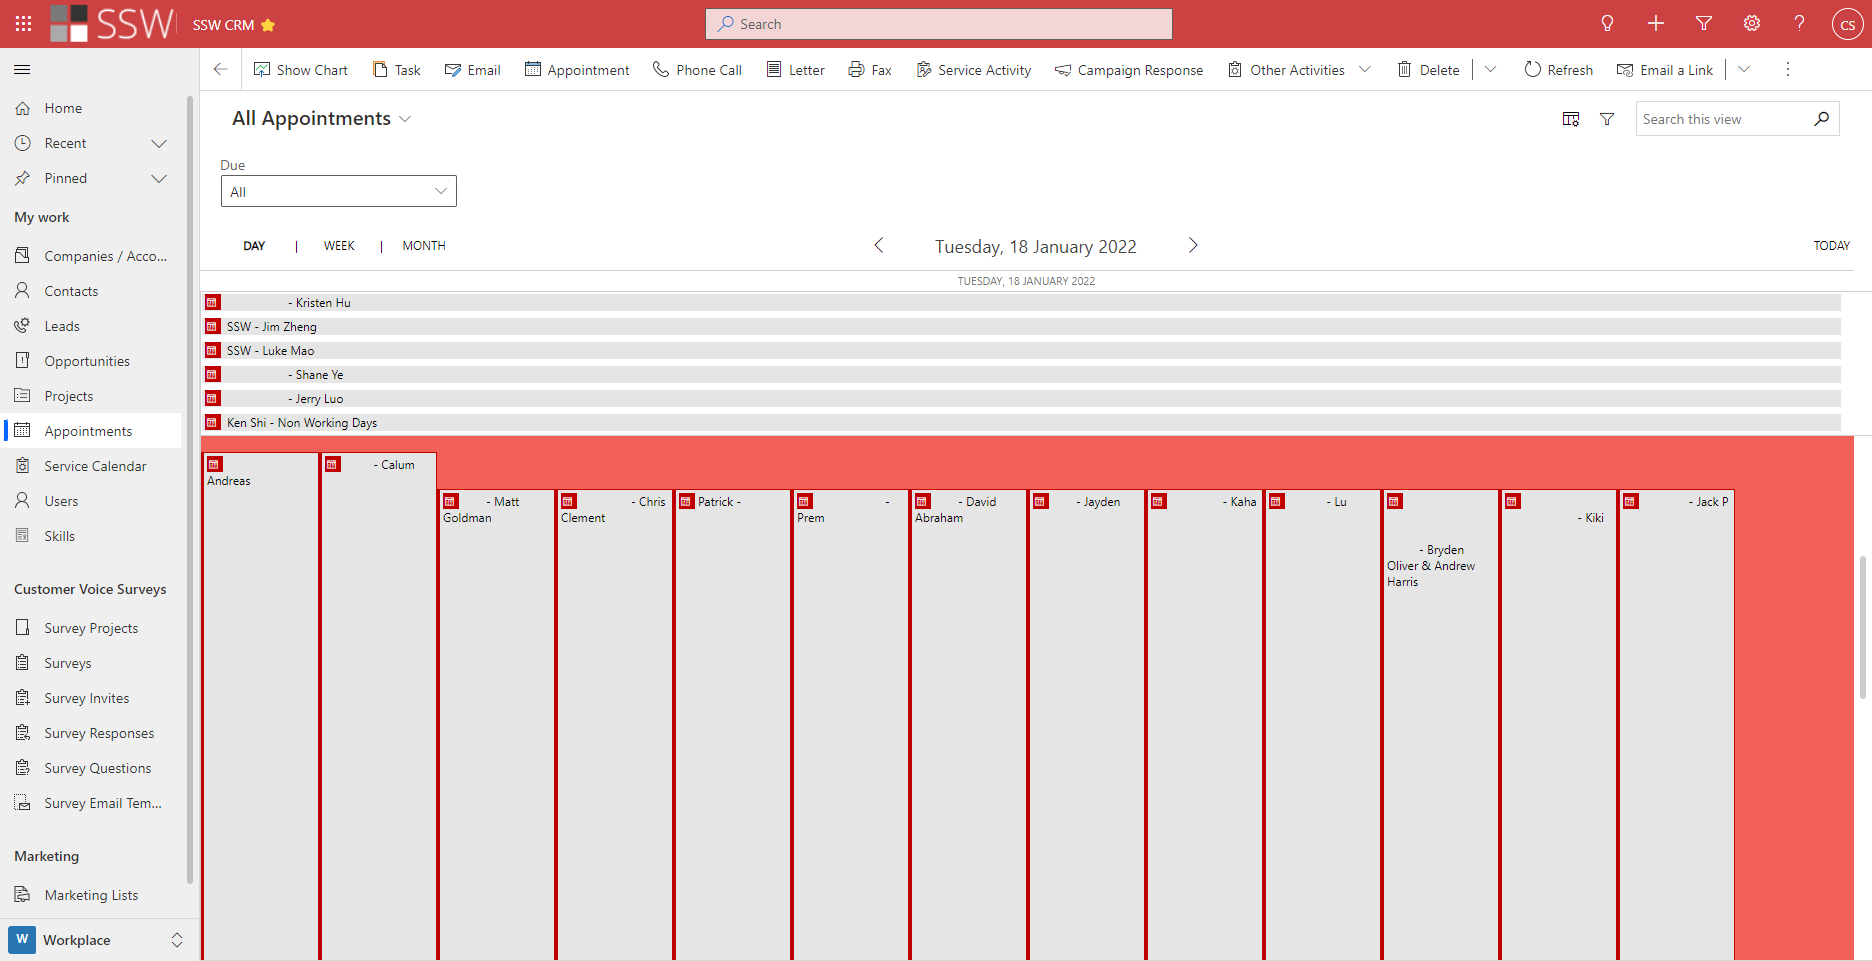 SSW
SSW CRM
Search
CS
Show Chart
Task
Email
Appointment
Phone Call
Letter
Fax
Service Activity
Campaign Response
Other Activities
Delete
Refresh
Email a Link
Home
Recent
Pinned
My work
Companies / Acco...
Contacts
Leads
Opportunities
Projects
Appointments
Service Calendar
Users
Skills
Customer Voice Surveys
Survey Projects
Surveys
Survey Invites
Survey Responses
Survey Questions
Survey Email Tem...
Marketing
Marketing Lists
W
Workplace
All Appointments
Search this view
Due
All
DAY | WEEK | MONTH
Tuesday, 18 January 2022
TODAY
TUESDAY, 18 JANUARY 2022
- Kristen Hu
SSW - Jim Zheng
SSW - Luke Mao
- Shane Ye
- Jerry Luo
Ken Shi - Non Working Days
Andreas
- Calum
- Matt
Goldman
- Chris
Clement
Patrick -
-
Prem
- David
Abraham
- Jayden
- Kaha
- Lu
- Bryden
Oliver & Andrew
Harris
- Kiki
- Jack P